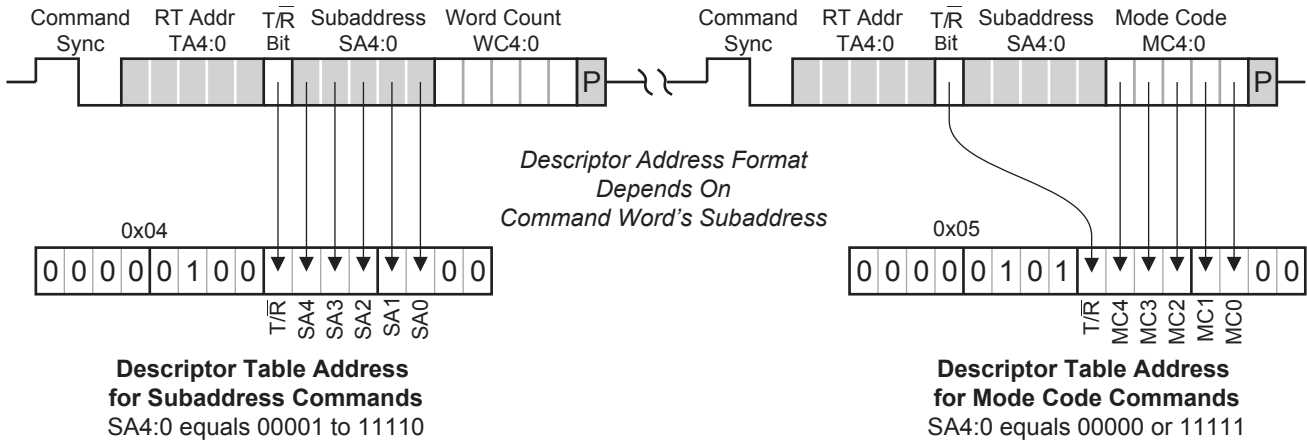 Command Sync
RT Addr TA4:0
T/R̅ Bit
Subaddress SA4:0
Word Count WC4:0
P
Command Sync
RT Addr TA4:0
T/R̅ Bit
Subaddress SA4:0
Mode Code MC4:0
P
Descriptor Address Format
Depends On
Command Word's Subaddress
0x04
0 0 0 0 0 1 0 0 0 0
T/R̅ SA4 SA3 SA2 SA1 SA0
Descriptor Table Address
for Subaddress Commands
SA4:0 equals 00001 to 11110
0x05
0 0 0 0 0 1 0 1 0 0
T/R̅ MC4 MC3 MC2 MC1 MC0
Descriptor Table Address
for Mode Code Commands
SA4:0 equals 00000 or 11111